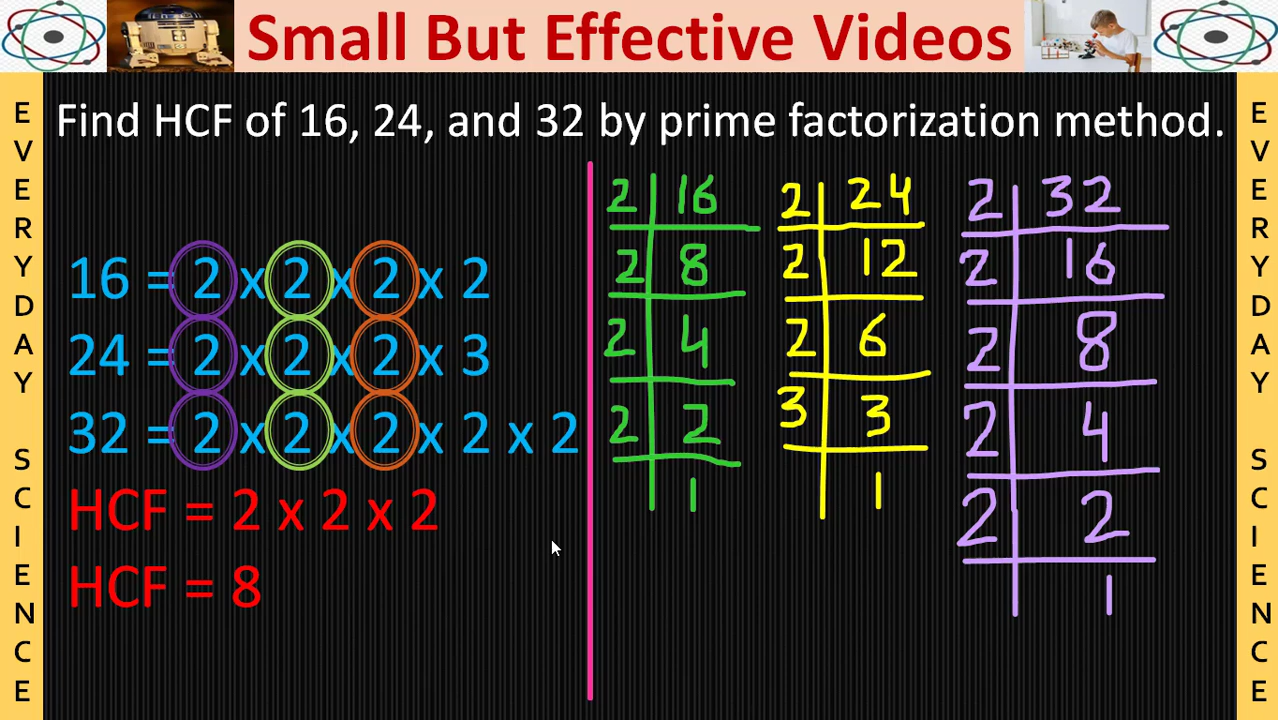 Small But Effective Videos
EVERYDAY SCIENCE
Find HCF of 16, 24, and 32 by prime factorization method.
16 = 2 x 2 x 2 x 2
24 = 2 x 2 x 2 x 3
32 = 2 x 2 x 2 x 2 x 2
HCF = 2 x 2 x 2
HCF = 8
2 16
2 8
2 4
2 2
1
2 24
2 12
2 6
3 3
1
2 32
2 16
2 8
2 4
2 2
1
EVERYDAY SCIENCE